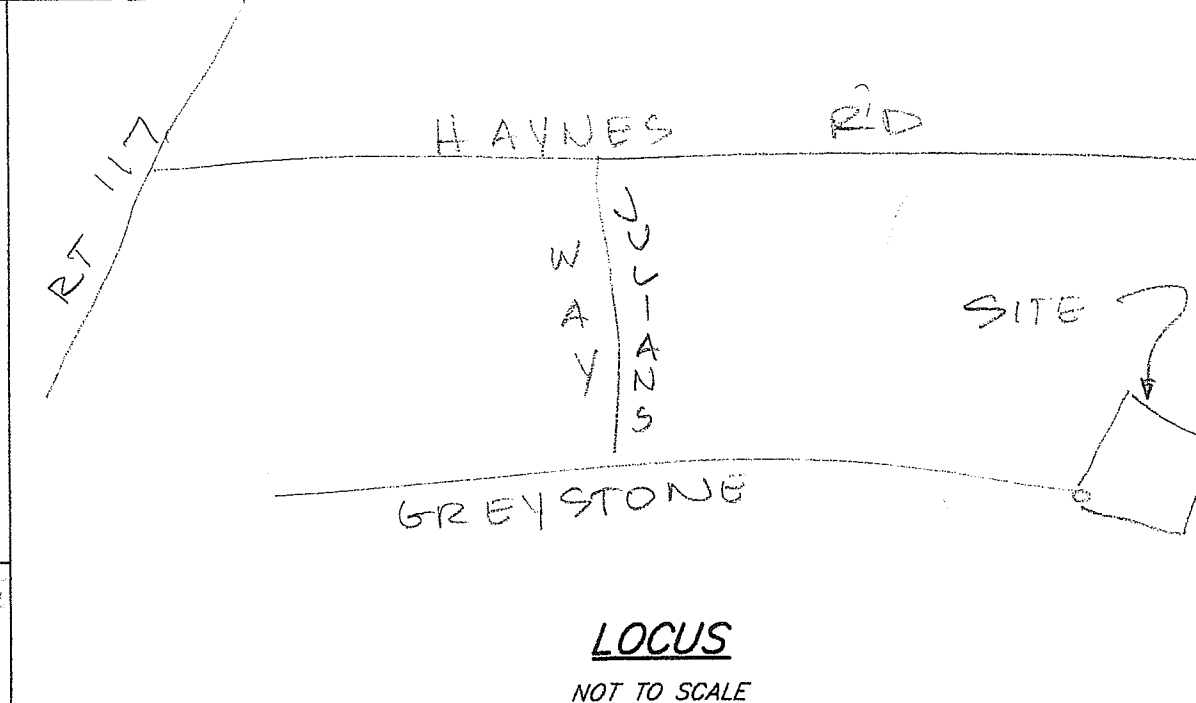 HAYNES RD
RT 117
JULIANS
WAY
SITE
GREYSTONE
LOCUS
NOT TO SCALE